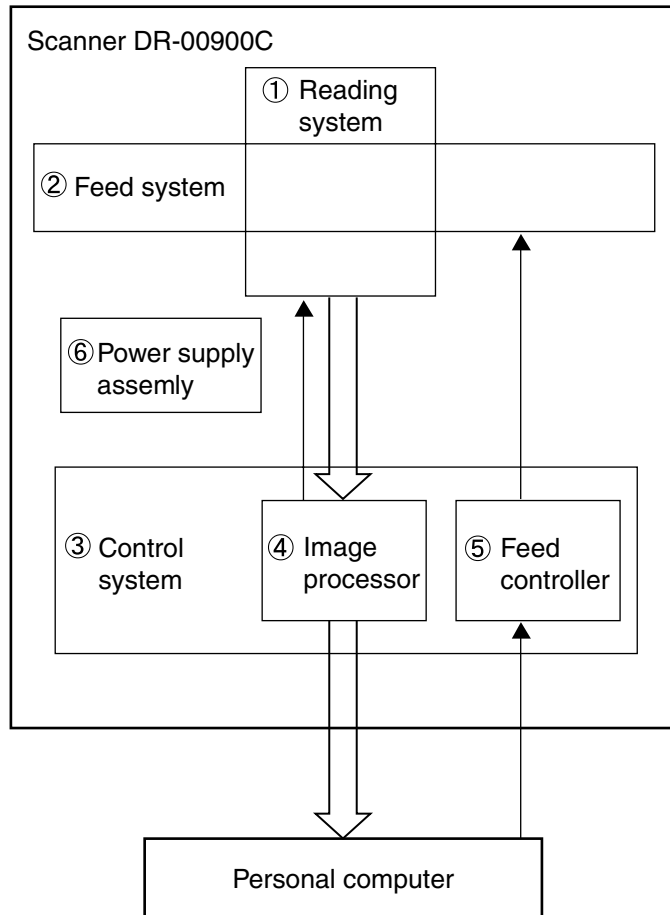 Scanner DR-00900C
① Reading
system
② Feed system
⑥ Power supply
assemly
③ Control
system
④ Image
processor
⑤ Feed
controller
Personal computer